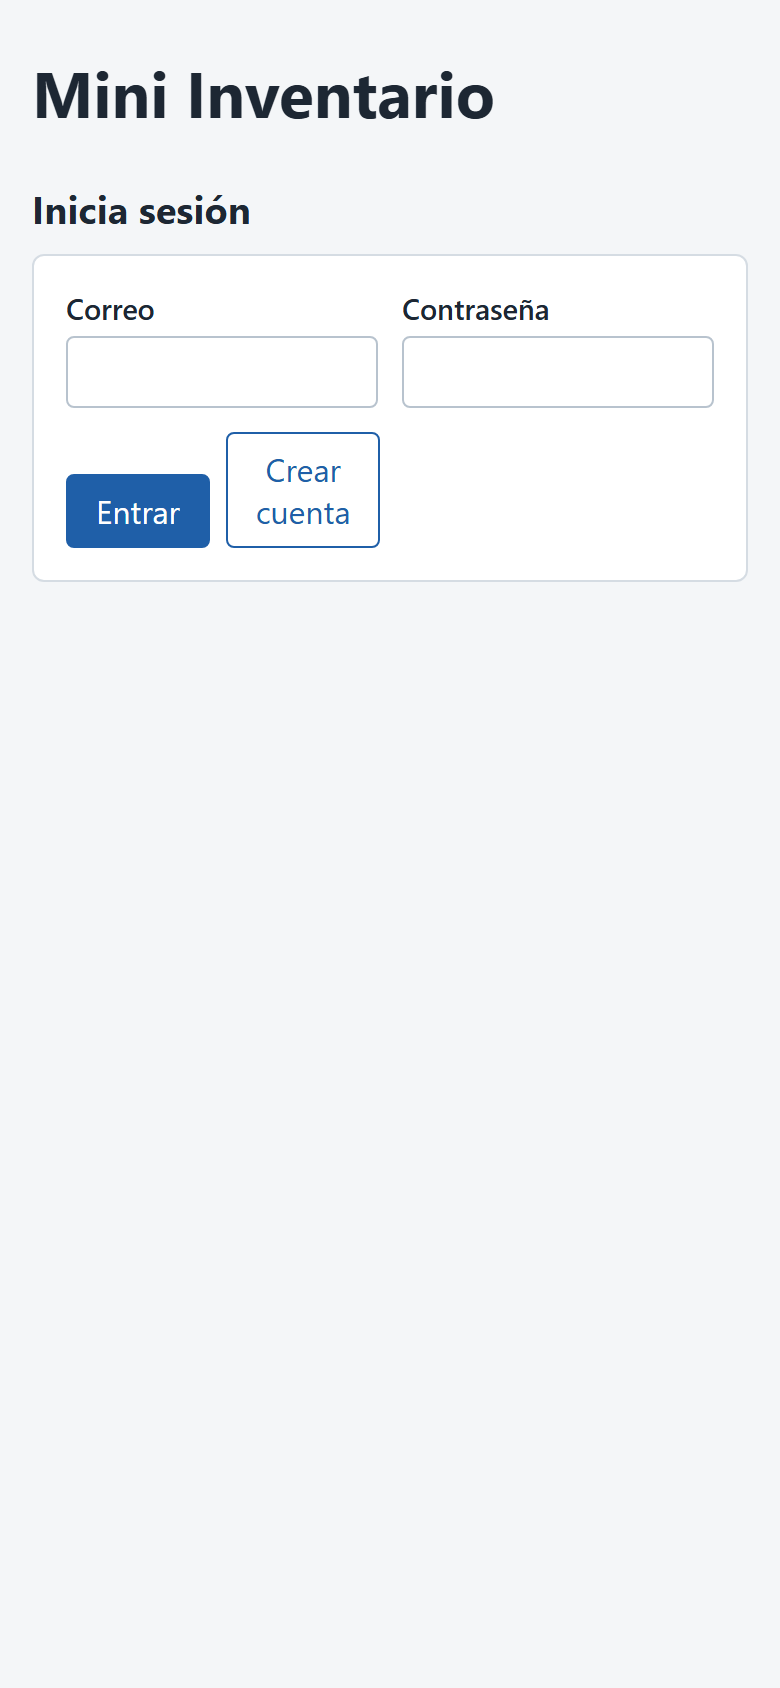 Mini Inventario
Inicia sesión
Correo
Contraseña
Entrar
Crear
cuenta